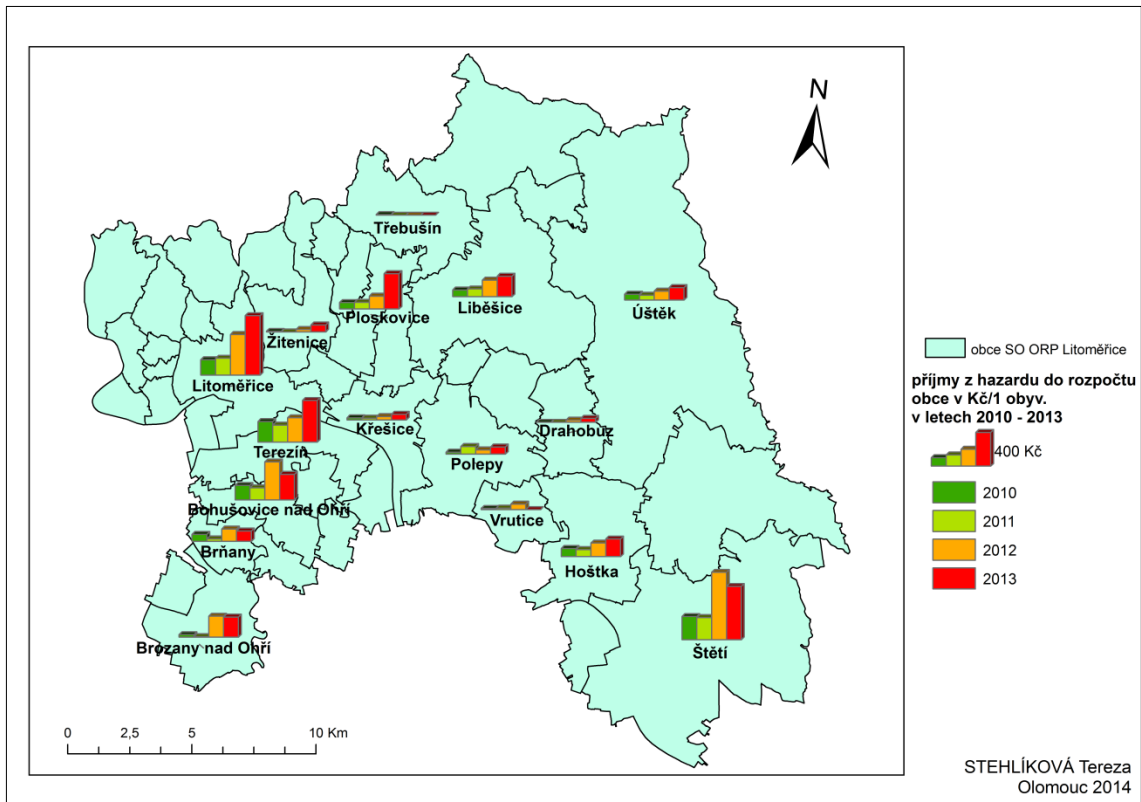 N
Třebušín
Ploskovice
Liběšice
Úštěk
Žitenice
Litoměřice
Křešice
Drahobuz
Terezín
Polepy
Bohušovice nad Ohří
Vrutice
Brňany
Hoštka
Brozany nad Ohří
Štětí
0 2,5 5 10 Km
obce SO ORP Litoměřice
příjmy z hazardu do rozpočtu
obce v Kč/1 obyv.
v letech 2010 - 2013
400 Kč
2010
2011
2012
2013
STEHLÍKOVÁ Tereza
Olomouc 2014